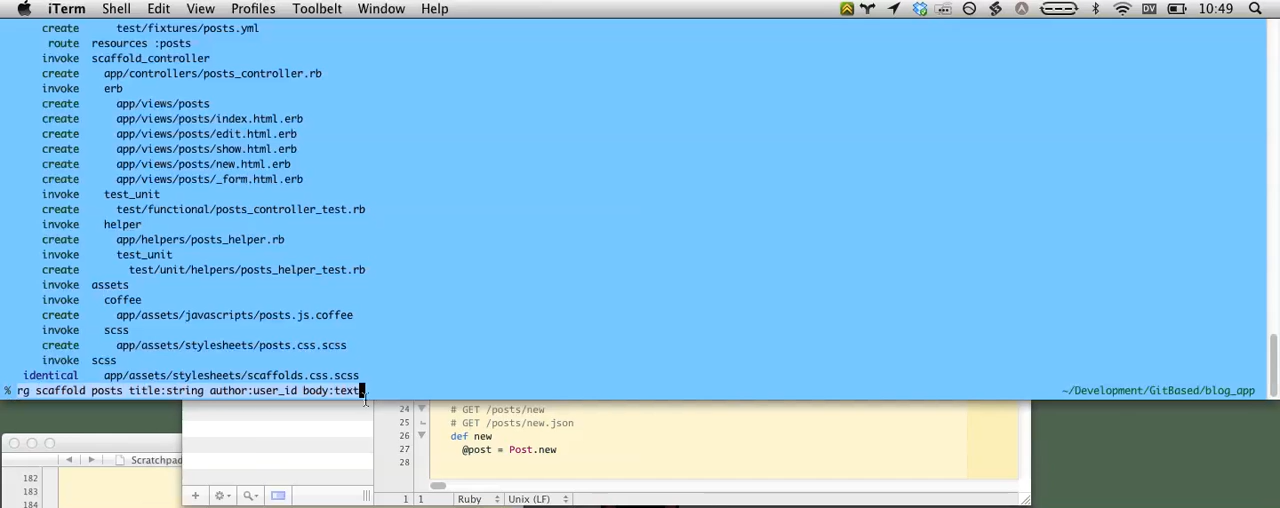 iTerm Shell Edit View Profiles Toolbelt Window Help DV 10:49
create test/fixtures/posts.yml
route resources :posts
invoke scaffold_controller
create app/controllers/posts_controller.rb
invoke erb
create app/views/posts
create app/views/posts/index.html.erb
create app/views/posts/edit.html.erb
create app/views/posts/show.html.erb
create app/views/posts/new.html.erb
create app/views/posts/_form.html.erb
invoke test_unit
create test/functional/posts_controller_test.rb
invoke helper
create app/helpers/posts_helper.rb
invoke test_unit
create test/unit/helpers/posts_helper_test.rb
invoke assets
invoke coffee
create app/assets/javascripts/posts.js.coffee
invoke scss
create app/assets/stylesheets/posts.css.scss
invoke scss
identical app/assets/stylesheets/scaffolds.css.scss
% rg scaffold posts title:string author:user_id body:text ~/Development/GitBased/blog_app
24 # GET /posts/new
25 # GET /posts/new.json
26 def new
27 @post = Post.new
28
Scratchpad
182
183
184
1 1 Ruby Unix (LF)